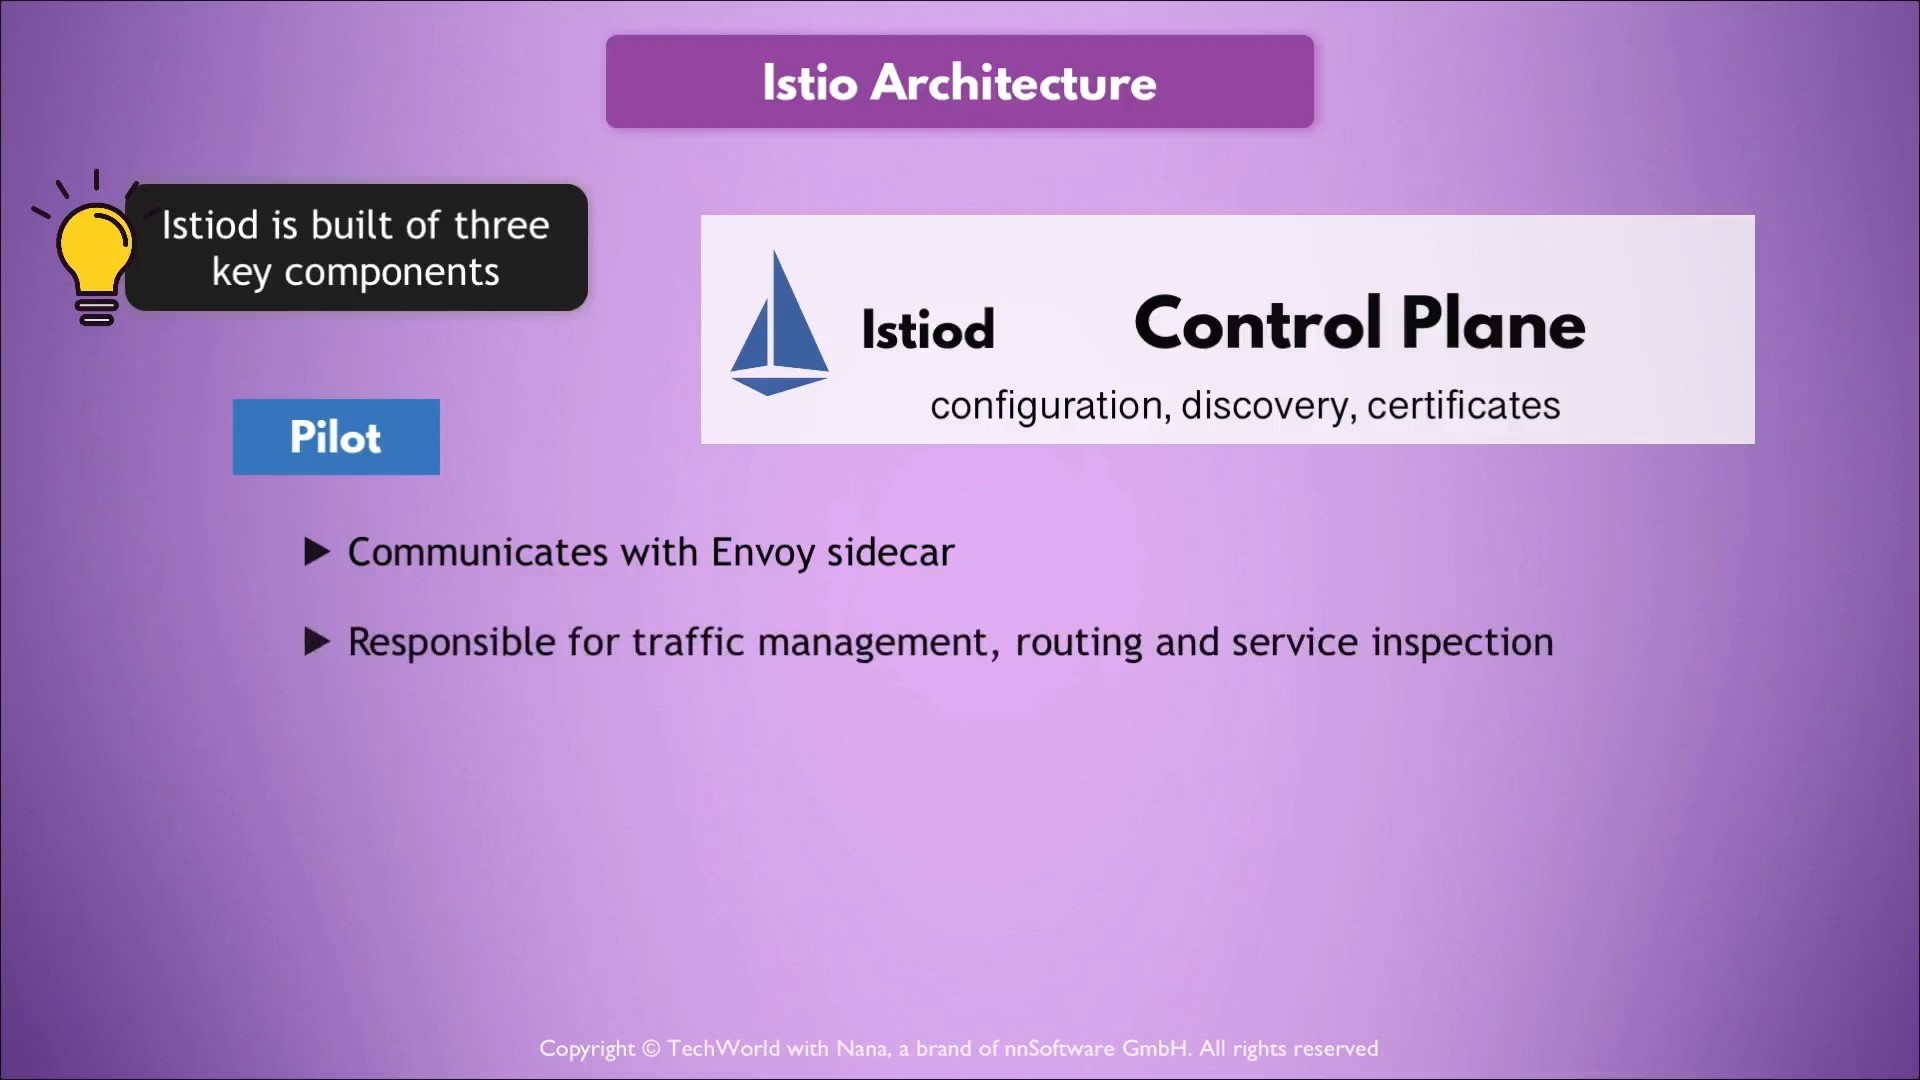 Istio Architecture
Istiod is built of three
key components
Istiod
Control Plane
configuration, discovery, certificates
Pilot
Communicates with Envoy sidecar
Responsible for traffic management, routing and service inspection
Copyright © TechWorld with Nana, a brand of nnSoftware GmbH. All rights reserved